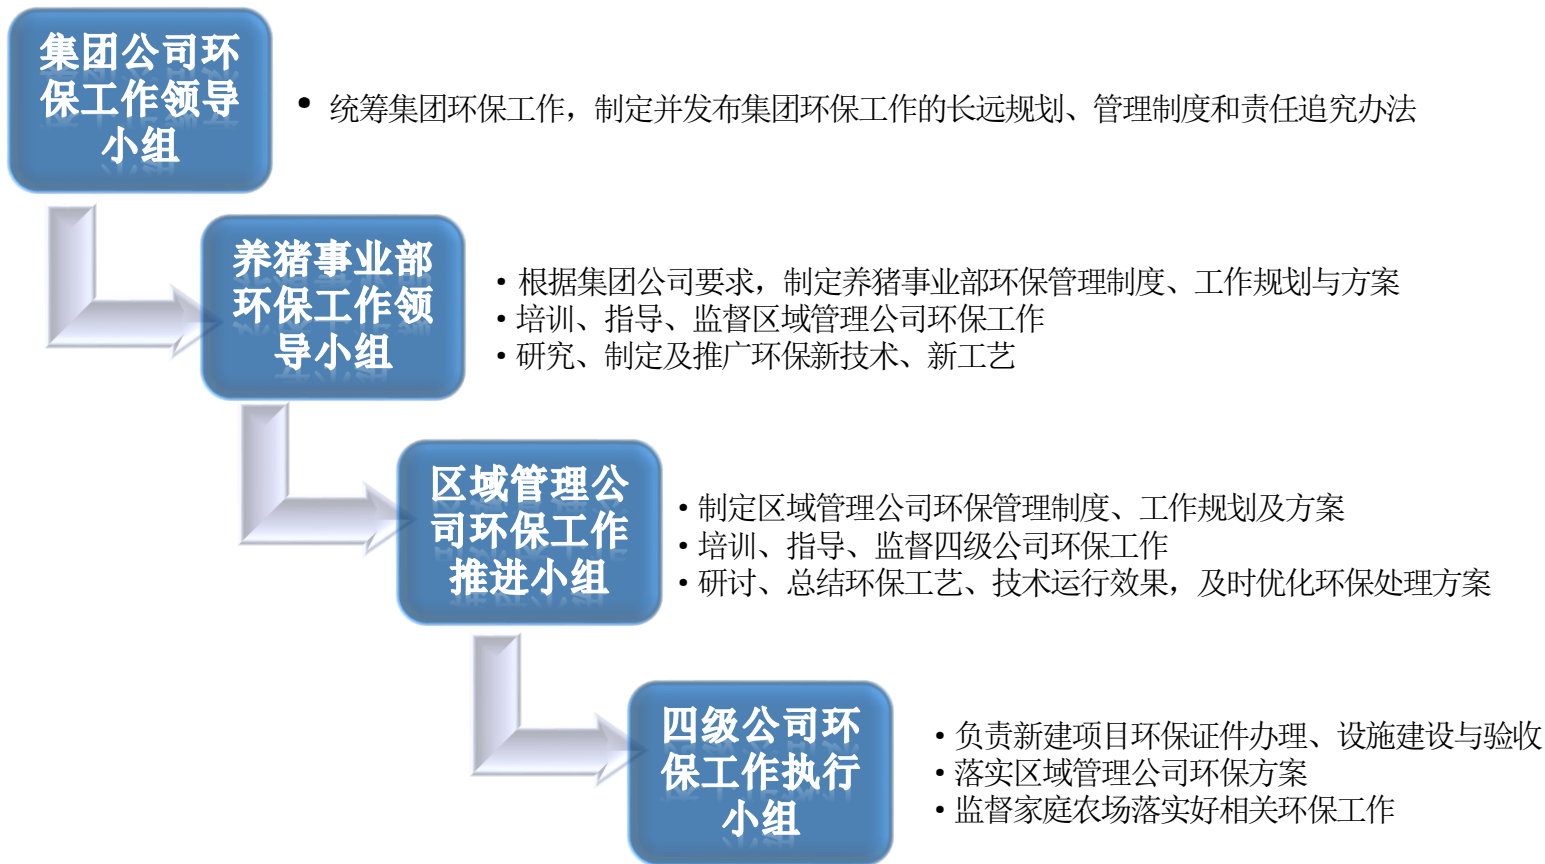 集团公司环
保工作领导
小组
• 统筹集团环保工作，制定并发布集团环保工作的长远规划、管理制度和责任追究办法
养猪事业部
环保工作领
导小组
• 根据集团公司要求，制定养猪事业部环保管理制度、工作规划与方案
• 培训、指导、监督区域管理公司环保工作
• 研究、制定及推广环保新技术、新工艺
区域管理公
司环保工作
推进小组
• 制定区域管理公司环保管理制度、工作规划及方案
• 培训、指导、监督四级公司环保工作
• 研讨、总结环保工艺、技术运行效果，及时优化环保处理方案
四级公司环
保工作执行
小组
• 负责新建项目环保证件办理、设施建设与验收
• 落实区域管理公司环保方案
• 监督家庭农场落实好相关环保工作